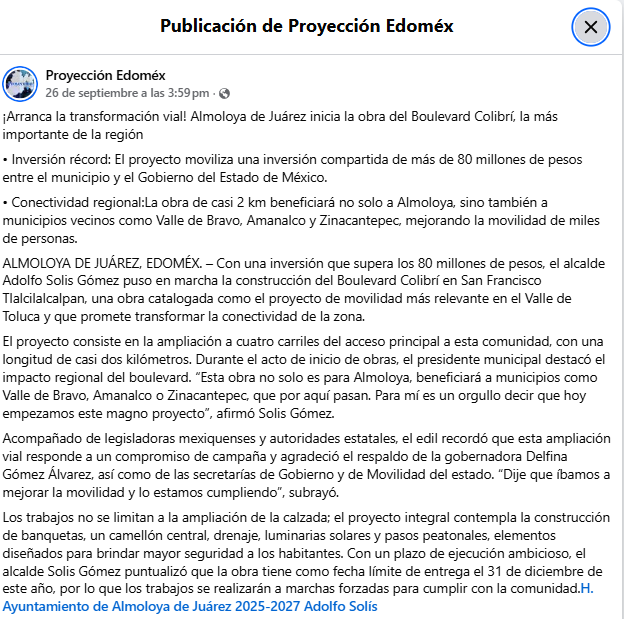 Publicación de Proyección Edoméx
Proyección Edoméx
26 de septiembre a las 3:59 pm ·
¡Arranca la transformación vial! Almoloya de Juárez inicia la obra del Boulevard Colibrí, la más
importante de la región
• Inversión récord: El proyecto moviliza una inversión compartida de más de 80 millones de pesos
entre el municipio y el Gobierno del Estado de México.
• Conectividad regional:La obra de casi 2 km beneficiará no solo a Almoloya, sino también a
municipios vecinos como Valle de Bravo, Amanalco y Zinacantepec, mejorando la movilidad de miles
de personas.
ALMOLOYA DE JUÁREZ, EDOMÉX. – Con una inversión que supera los 80 millones de pesos, el alcalde
Adolfo Solis Gómez puso en marcha la construcción del Boulevard Colibrí en San Francisco
Tlalcilalcalpan, una obra catalogada como el proyecto de movilidad más relevante en el Valle de
Toluca y que promete transformar la conectividad de la zona.
El proyecto consiste en la ampliación a cuatro carriles del acceso principal a esta comunidad, con una
longitud de casi dos kilómetros. Durante el acto de inicio de obras, el presidente municipal destacó el
impacto regional del boulevard. “Esta obra no solo es para Almoloya, beneficiará a municipios como
Valle de Bravo, Amanalco o Zinacantepec, que por aquí pasan. Para mí es un orgullo decir que hoy
empezamos este magno proyecto”, afirmó Solis Gómez.
Acompañado de legisladoras mexiquenses y autoridades estatales, el edil recordó que esta ampliación
vial responde a un compromiso de campaña y agradeció el respaldo de la gobernadora Delfina
Gómez Álvarez, así como de las secretarías de Gobierno y de Movilidad del estado. “Dije que íbamos a
mejorar la movilidad y lo estamos cumpliendo”, subrayó.
Los trabajos no se limitan a la ampliación de la calzada; el proyecto integral contempla la construcción
de banquetas, un camellón central, drenaje, luminarias solares y pasos peatonales, elementos
diseñados para brindar mayor seguridad a los habitantes. Con un plazo de ejecución ambicioso, el
alcalde Solis Gómez puntualizó que la obra tiene como fecha límite de entrega el 31 de diciembre de
este año, por lo que los trabajos se realizarán a marchas forzadas para cumplir con la comunidad.H.
Ayuntamiento de Almoloya de Juárez 2025-2027 Adolfo Solís